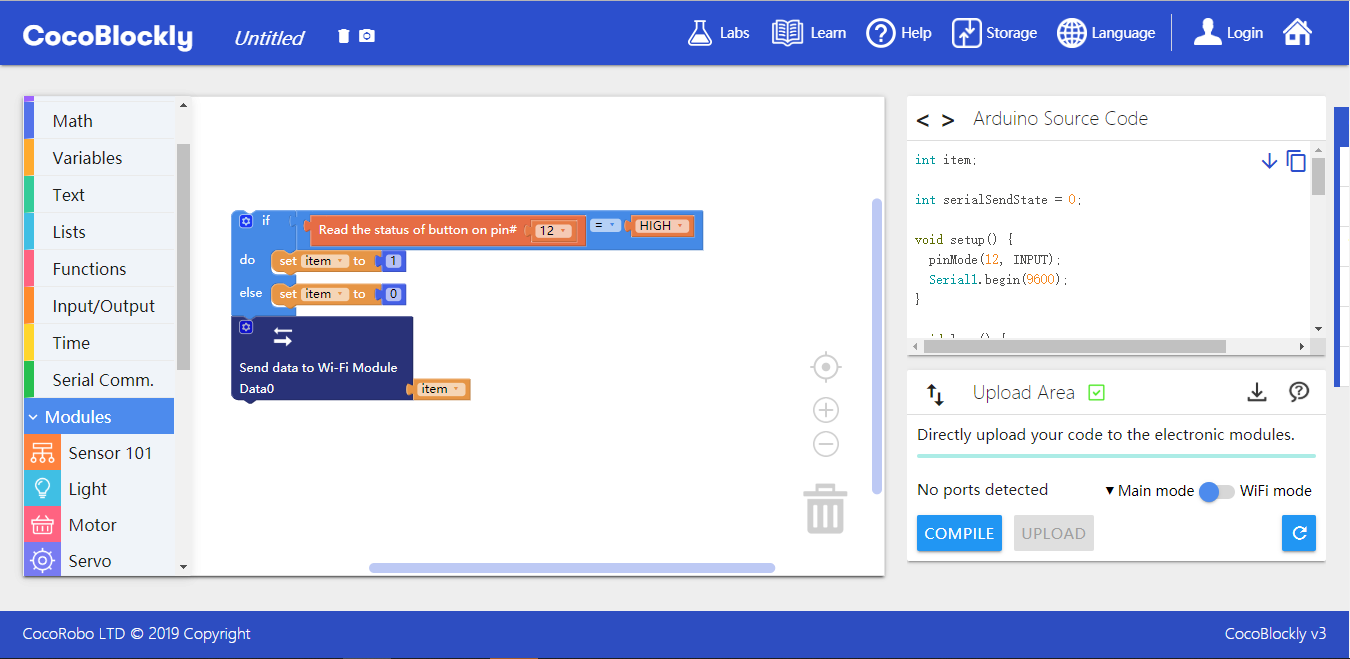 CocoBlockly Untitled Labs Learn Help Storage Language Login
Math
Variables
Text
Lists
Functions
Input/Output
Time
Serial Comm.
Modules
Sensor 101
Light
Motor
Servo
if Read the status of button on pin# 12 = HIGH
do set item to 1
else set item to 0
Send data to Wi-Fi Module
Data0 item
< > Arduino Source Code
int item;
int serialSendState = 0;
void setup() {
pinMode(12, INPUT);
Serial1.begin(9600);
}
Upload Area
Directly upload your code to the electronic modules.
No ports detected Main mode WiFi mode
COMPILE UPLOAD
CocoRobo LTD © 2019 Copyright CocoBlockly v3